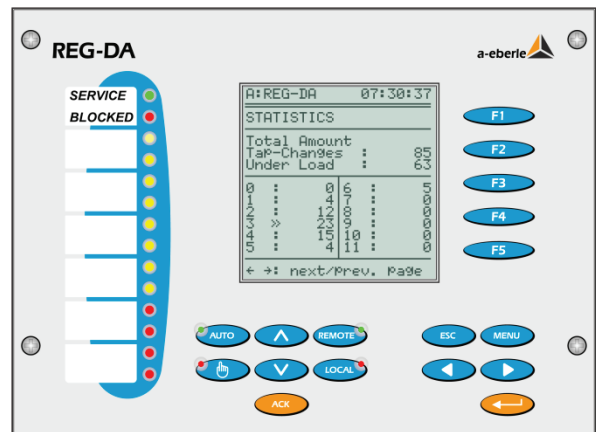 REG-DA
a-eberle
SERVICE
BLOCKED
A:REG-DA 07:30:37
STATISTICS
Total Amount
Tap-Changes : 85
Under Load : 63
0 : 0 6 : 5
1 : 4 7 : 0
2 : 12 8 : 0
3 » 23 9 : 0
4 : 15 10 : 0
5 : 4 11 : 0
← →: next/prev. page
F1
F2
F3
F4
F5
AUTO
REMOTE
ESC
MENU
LOCAL
ACK